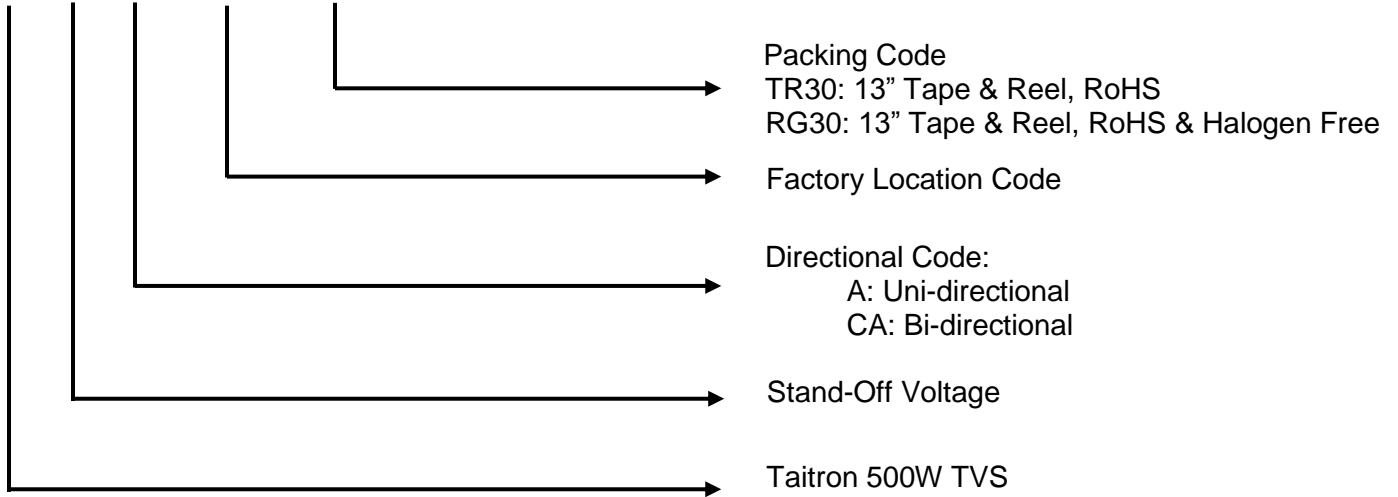 Packing Code
TR30: 13” Tape & Reel, RoHS
RG30: 13” Tape & Reel, RoHS & Halogen Free
Factory Location Code
Directional Code:
A: Uni-directional
CA: Bi-directional
Stand-Off Voltage
Taitron 500W TVS